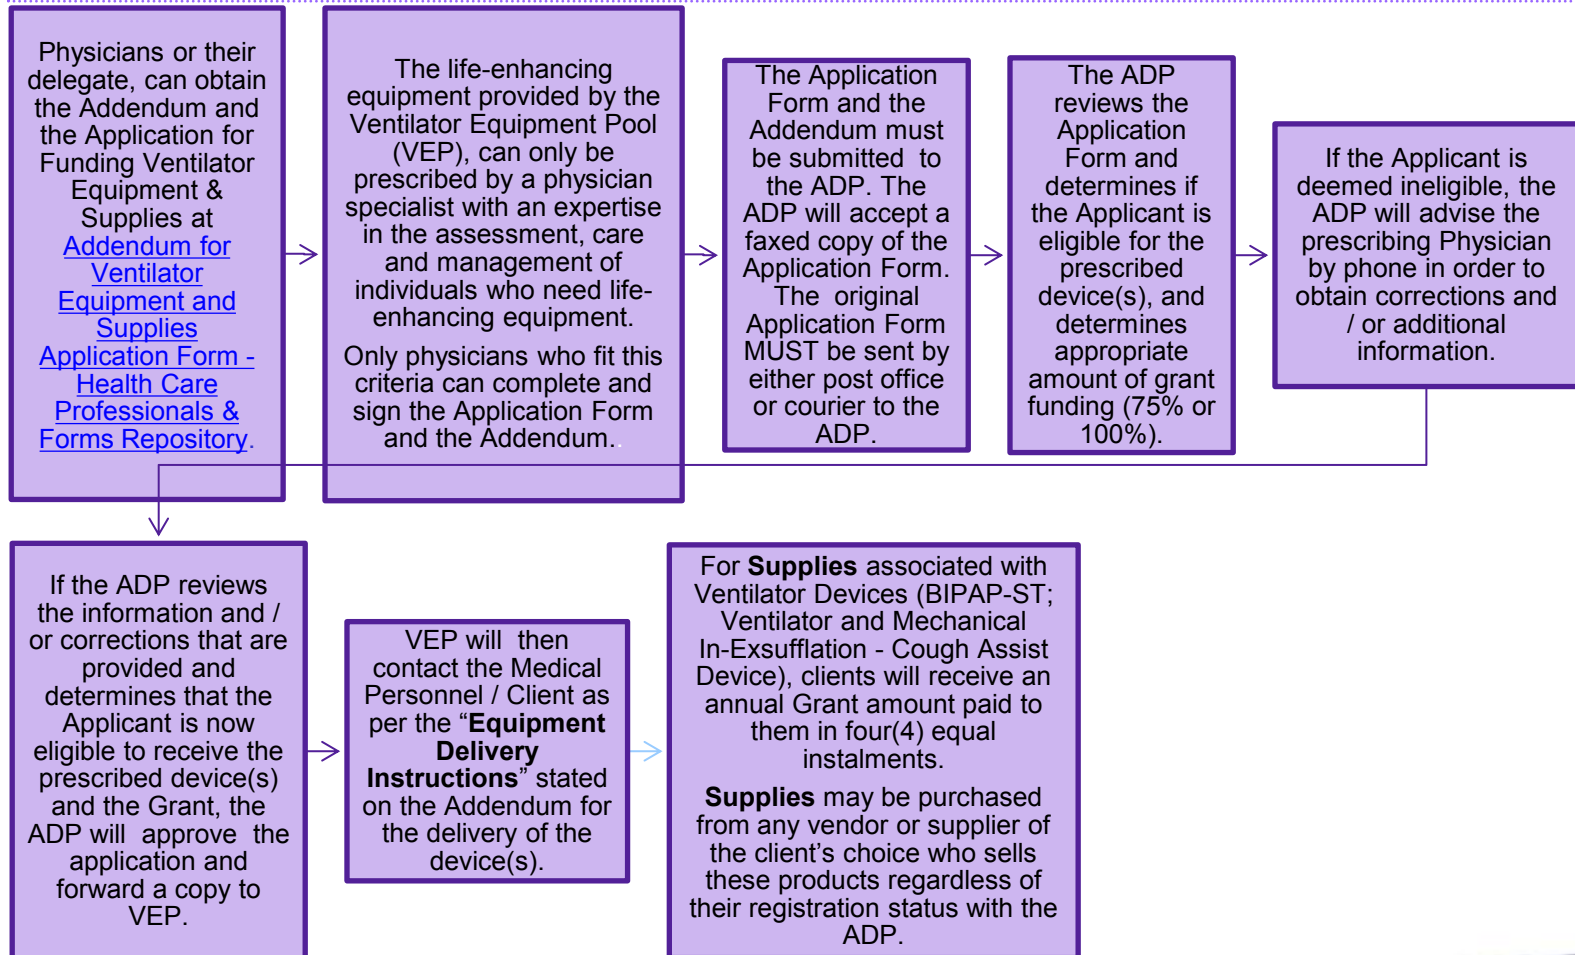 Physicians or their
delegate, can obtain
the Addendum and
the Application for
Funding Ventilator
Equipment &
Supplies at
Addendum for
Ventilator
Equipment and
Supplies
Application Form -
Health Care
Professionals &
Forms Repository.
The life-enhancing
equipment provided by the
Ventilator Equipment Pool
(VEP), can only be
prescribed by a physician
specialist with an expertise
in the assessment, care
and management of
individuals who need life-
enhancing equipment.
Only physicians who fit this
criteria can complete and
sign the Application Form
and the Addendum..
The Application
Form and the
Addendum must
be submitted to
the ADP. The
ADP will accept a
faxed copy of the
Application Form.
The original
Application Form
MUST be sent by
either post office
or courier to the
ADP.
The ADP
reviews the
Application
Form and
determines if
the Applicant is
eligible for the
prescribed
device(s), and
determines
appropriate
amount of grant
funding (75% or
100%).
If the Applicant is
deemed ineligible, the
ADP will advise the
prescribing Physician
by phone in order to
obtain corrections and
/ or additional
information.
If the ADP reviews
the information and /
or corrections that are
provided and
determines that the
Applicant is now
eligible to receive the
prescribed device(s)
and the Grant, the
ADP will approve the
application and
forward a copy to
VEP.
VEP will then
contact the Medical
Personnel / Client as
per the “Equipment
Delivery
Instructions” stated
on the Addendum for
the delivery of the
device(s).
For Supplies associated with
Ventilator Devices (BIPAP-ST;
Ventilator and Mechanical
In-Exsufflation - Cough Assist
Device), clients will receive an
annual Grant amount paid to
them in four(4) equal
instalments.
Supplies may be purchased
from any vendor or supplier of
the client’s choice who sells
these products regardless of
their registration status with the
ADP.